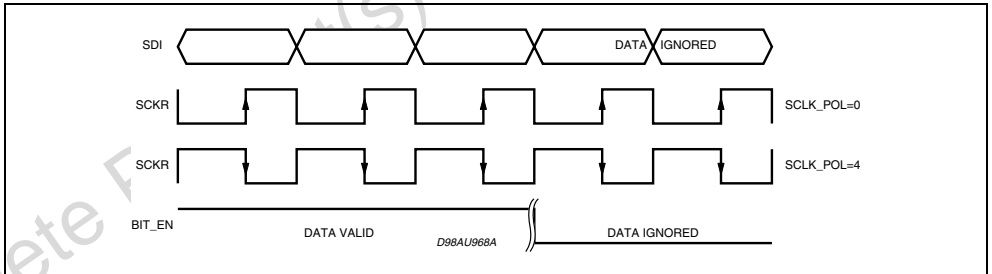 SDI
DATA IGNORED
SCKR
SCLK_POL=0
SCKR
SCLK_POL=4
BIT_EN
DATA VALID
D98AU968A
DATA IGNORED